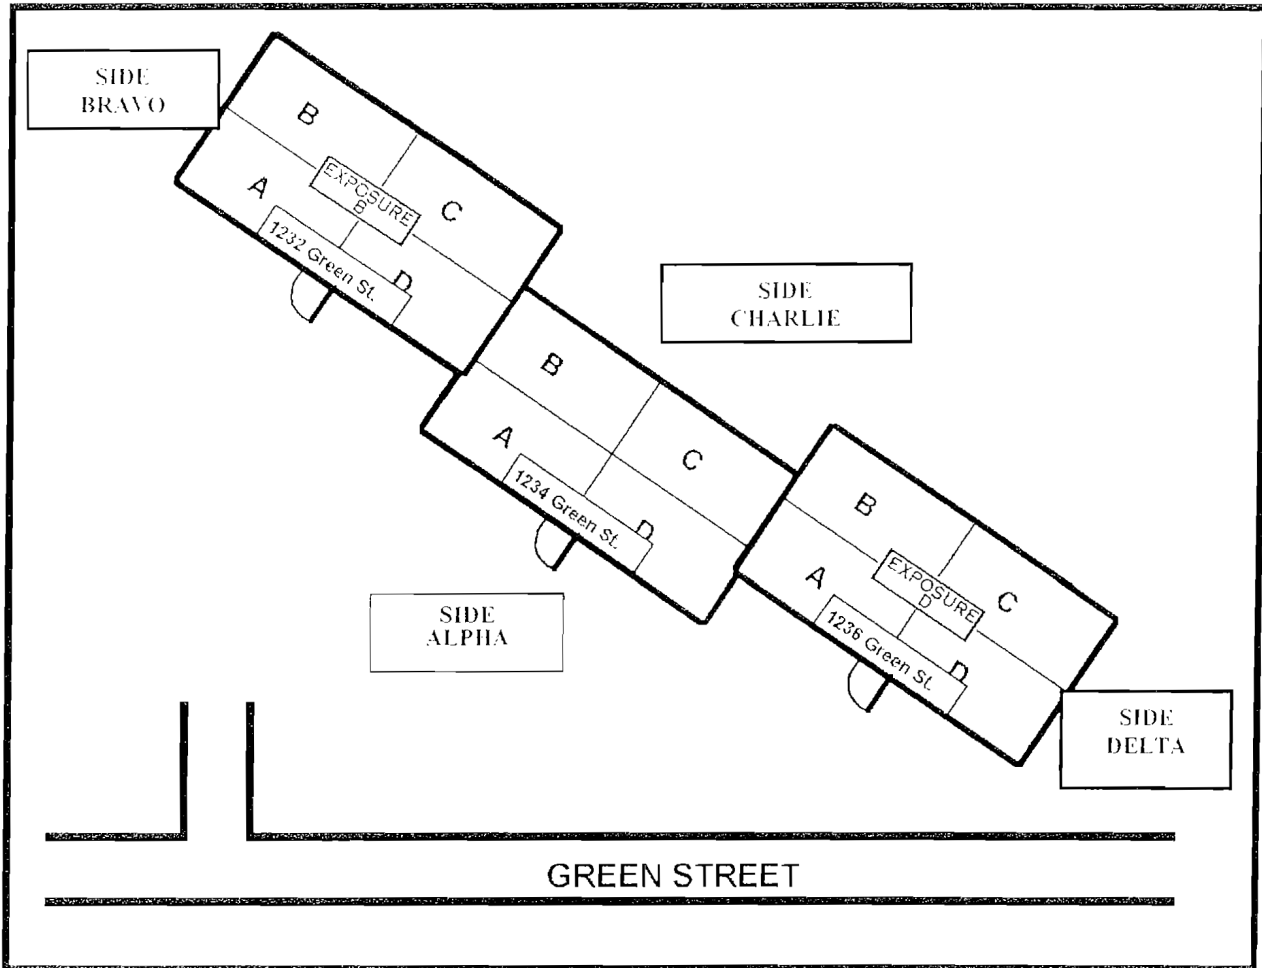 SIDE
BRAVO
B
A
EXPOSURE
B
C
1232 Green St.
D
SIDE
CHARLIE
B
A
C
1234 Green St.
D
B
A
EXPOSURE
D
C
1236 Green St.
D
SIDE
ALPHA
SIDE
DELTA
GREEN STREET